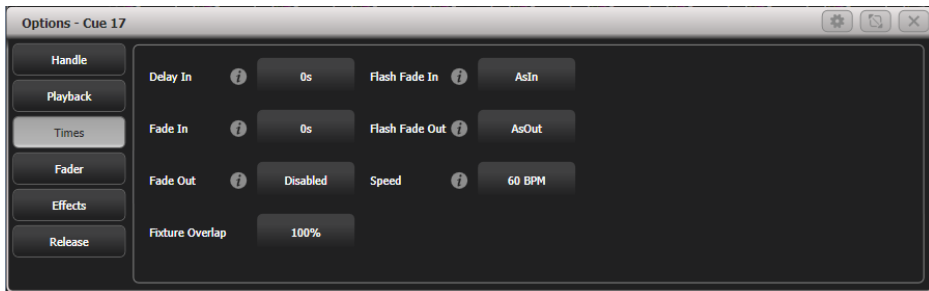 Options - Cue 17
Handle
Playback
Times
Fader
Effects
Release
Delay In i 0s Flash Fade In i AsIn
Fade In i 0s Flash Fade Out i AsOut
Fade Out i Disabled Speed i 60 BPM
Fixture Overlap 100%